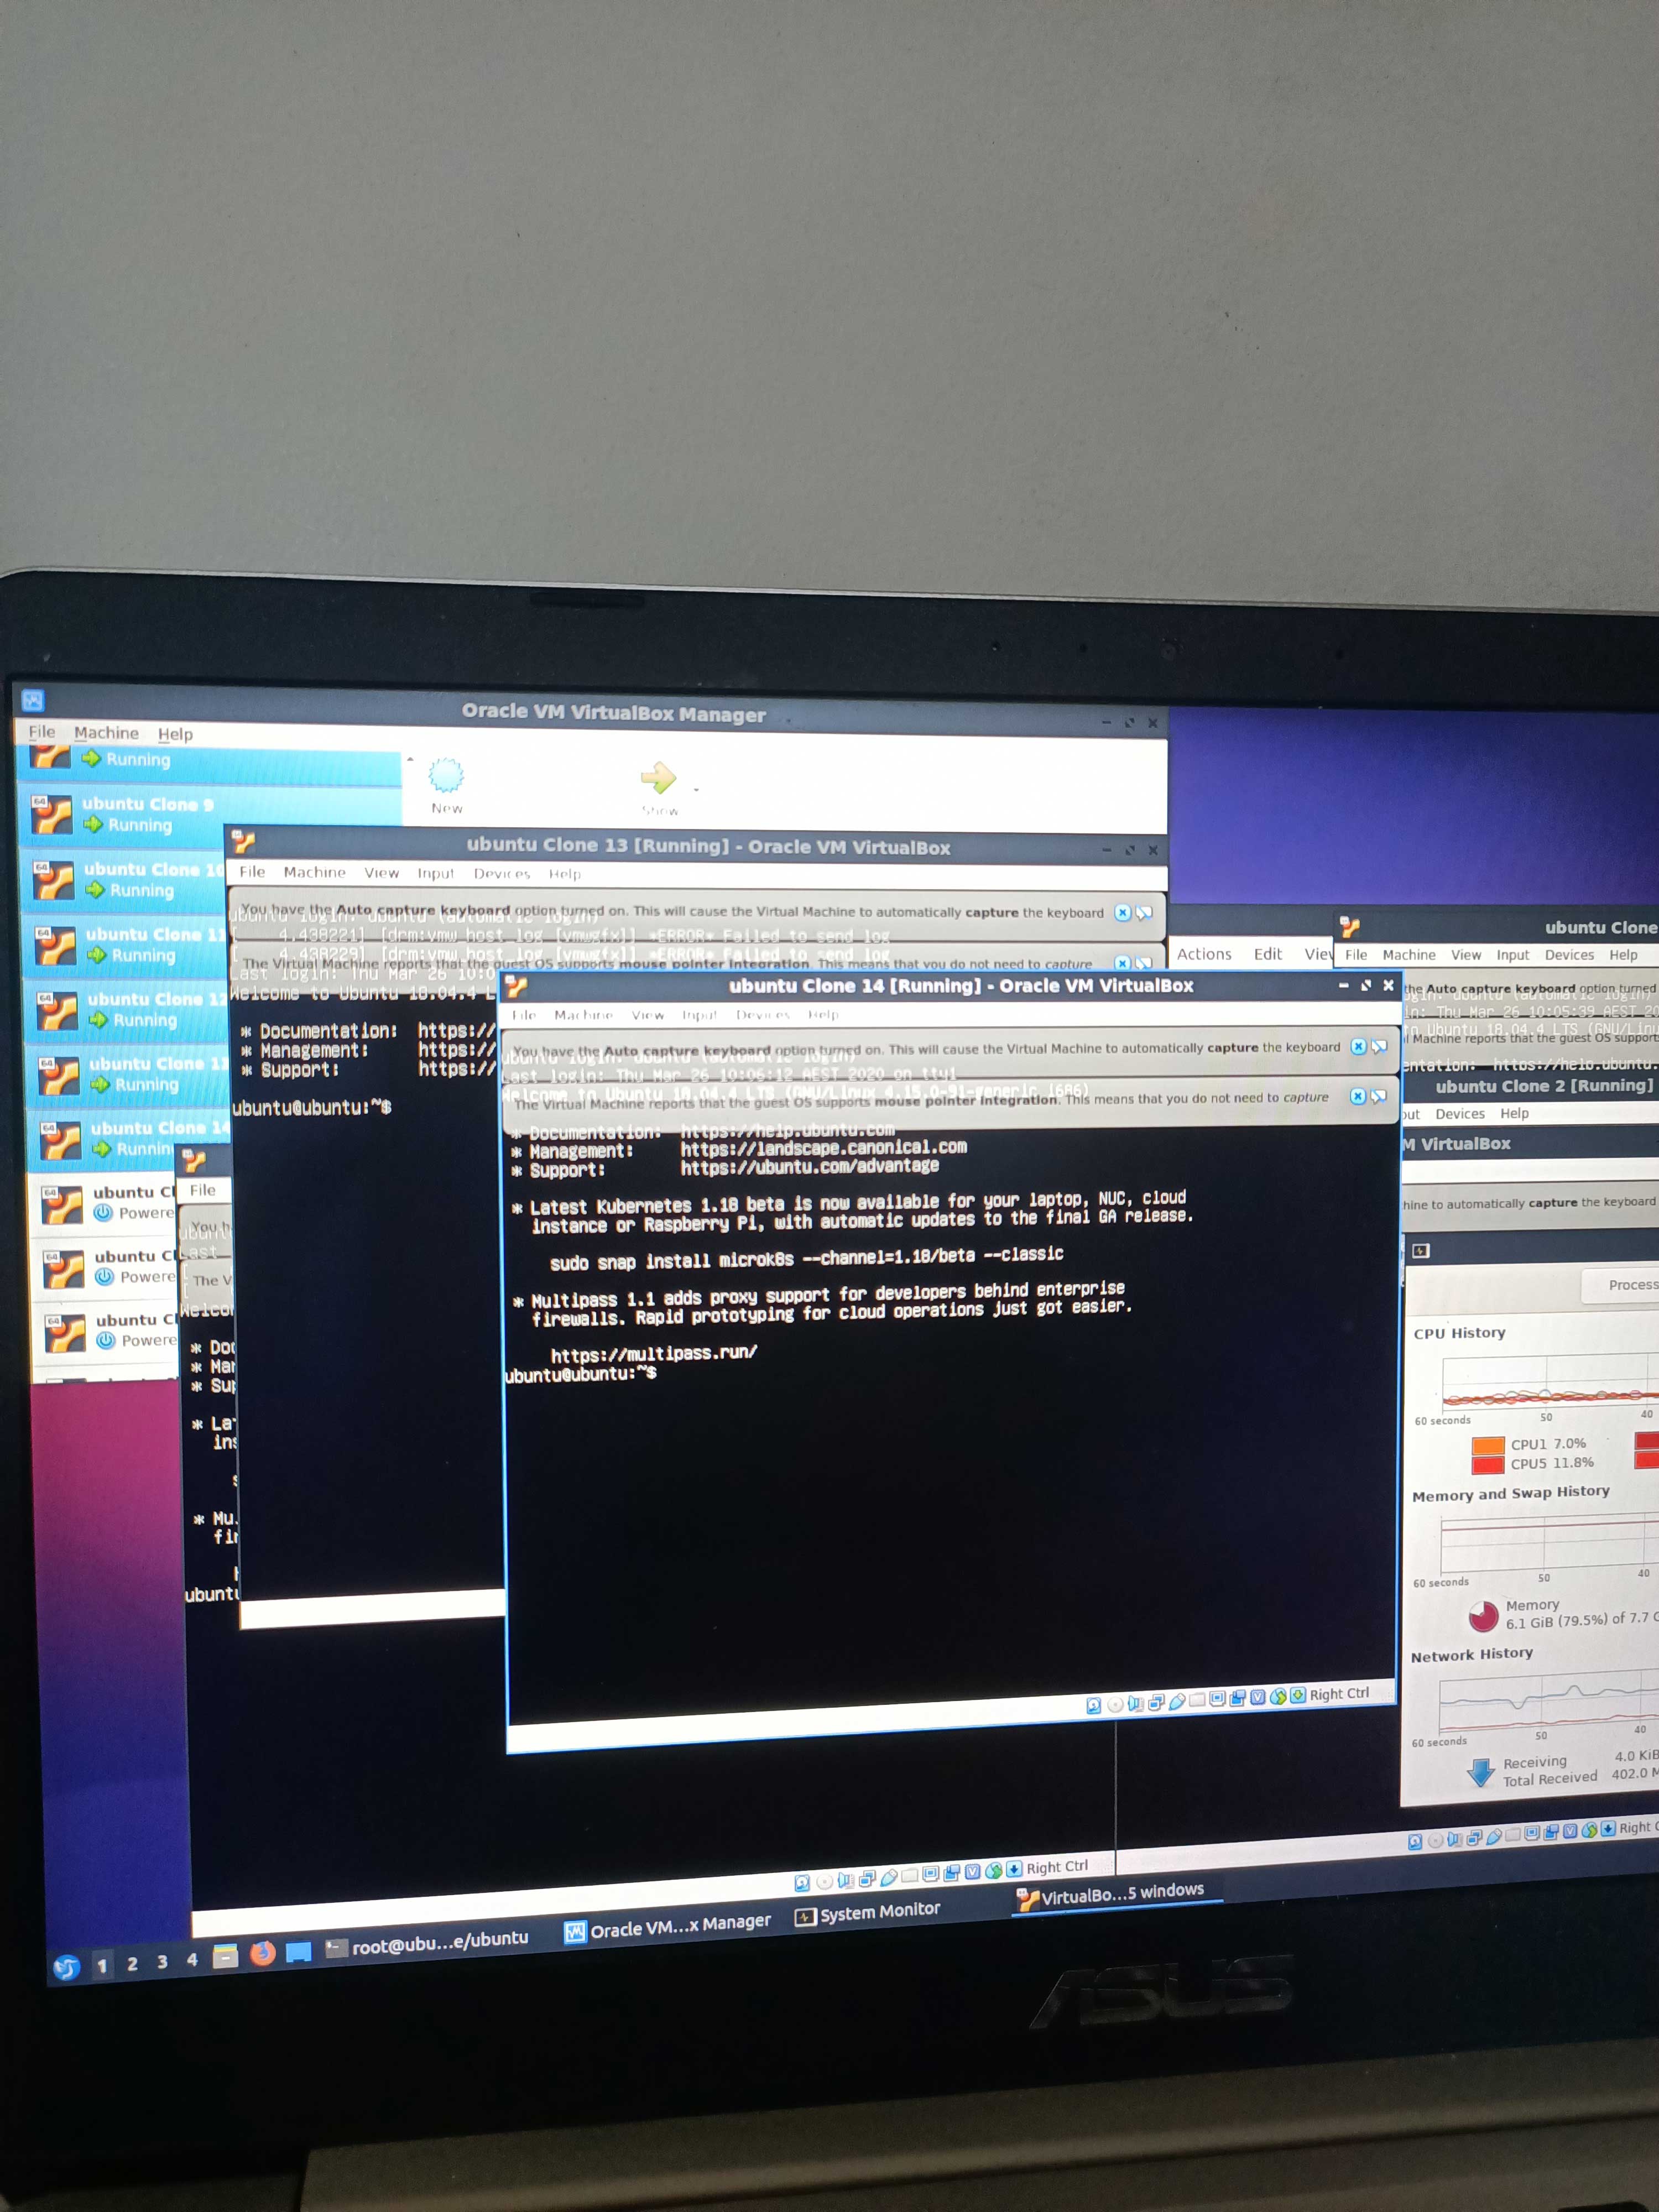 Oracle VM VirtualBox Manager
File Machine Help
Running
ubuntu Clone 9
Running
ubuntu Clone 10
Running
ubuntu Clone 11
Running
ubuntu Clone 12
Running
ubuntu Clone 13
Running
ubuntu Clone 14
Running
ubuntu Cl
Powere
ubuntu Cl
Powere
ubuntu Cl
Powere
New
Show
ubuntu Clone 13 [Running] - Oracle VM VirtualBox
File Machine View Input Devices Help
You have the Auto capture keyboard option turned on. This will cause the Virtual Machine to automatically capture the keyboard
ubuntu login: ubuntu (automatic login)
[ 4.438221] [drm:vmw_host_log [vmwgfx]] *ERROR* Failed to send log
[ 4.438229] [drm:vmw_host_log [vmwgfx]] *ERROR* Failed to send log
The Virtual Machine reports that the guest OS supports mouse pointer integration. This means that you do not need to capture
Last login: Thu Mar 26 10:0
Welcome to Ubuntu 18.04.4 L
* Documentation: https://
* Management: https://
* Support: https://
ubuntu@ubuntu:~$
ubuntu Clone 14 [Running] - Oracle VM VirtualBox
File Machine View Input Devices Help
You have the Auto capture keyboard option turned on. This will cause the Virtual Machine to automatically capture the keyboard
ubuntu login: ubuntu (automatic login)
Last login: Thu Mar 26 10:06:12 AEST 2020 on tty1
Welcome to Ubuntu 18.04.4 LTS (GNU/Linux 4.15.0-91-generic i686)
The Virtual Machine reports that the guest OS supports mouse pointer integration. This means that you do not need to capture
* Documentation: https://help.ubuntu.com
* Management: https://landscape.canonical.com
* Support: https://ubuntu.com/advantage
* Latest Kubernetes 1.18 beta is now available for your laptop, NUC, cloud
instance or Raspberry Pi, with automatic updates to the final GA release.
sudo snap install microk8s --channel=1.18/beta --classic
* Multipass 1.1 adds proxy support for developers behind enterprise
firewalls. Rapid prototyping for cloud operations just got easier.
https://multipass.run/
ubuntu@ubuntu:~$
Right Ctrl
File
You h
ubunt
Last
The V
Welco
* Do
* Ma
* Su
* La
ins
s
* Mu
fi
h
ubuntu
Right Ctrl
Actions Edit Vie
ubuntu Clone
File Machine View Input Devices Help
the Auto capture keyboard option turned
ogin: ubuntu (automatic login)
in: Thu Mar 26 10:05:39 AEST 20
to Ubuntu 18.04.4 LTS (GNU/Linu
l Machine reports that the guest OS support
entation: https://help.ubuntu.
ubuntu Clone 2 [Running]
put Devices Help
M VirtualBox
hine to automatically capture the keyboard
Process
CPU History
60 seconds 50 40
CPU1 7.0%
CPU5 11.8%
Memory and Swap History
60 seconds 50 40
Memory
6.1 GiB (79.5%) of 7.7 G
Network History
60 seconds 50 40
Receiving 4.0 KiB
Total Received 402.0 M
Right C
1 2 3 4 root@ubu...e/ubuntu Oracle VM...x Manager System Monitor VirtualBo...5 windows
ASUS